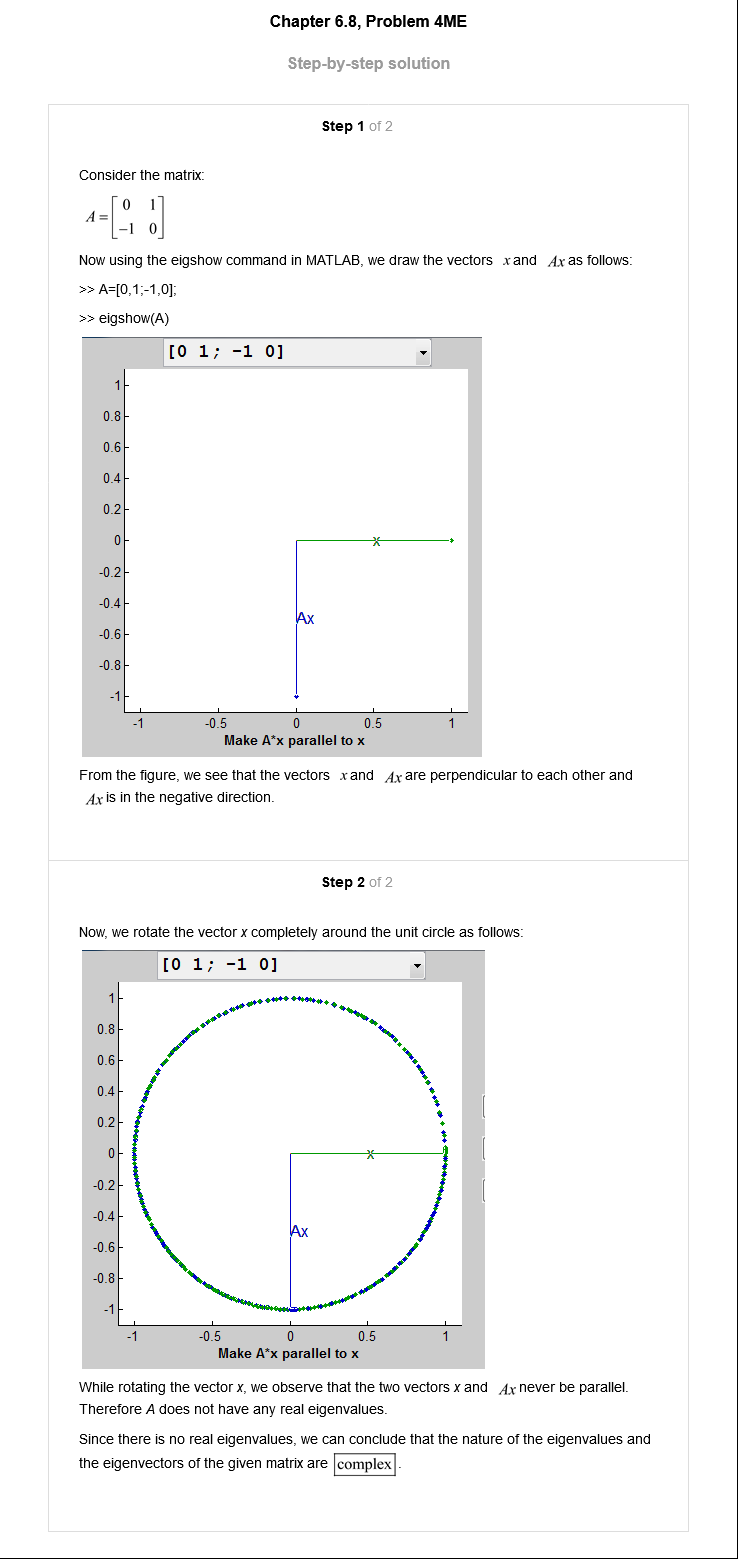 Chapter 6.8, Problem 4ME
Step-by-step solution
Step 1 of 2
Consider the matrix:
A = [ 0 1
-1 0 ]
Now using the eigshow command in MATLAB, we draw the vectors x and Ax as follows:
>> A=[0,1;-1,0];
>> eigshow(A)
[0 1; -1 0]
1
0.8
0.6
0.4
0.2
x
0
-0.2
-0.4
Ax
-0.6
-0.8
-1
-1 -0.5 0 0.5 1
Make A*x parallel to x
From the figure, we see that the vectors x and Ax are perpendicular to each other and
Ax is in the negative direction.
Step 2 of 2
Now, we rotate the vector x completely around the unit circle as follows:
[0 1; -1 0]
1
0.8
0.6
0.4
0.2
x
0
-0.2
-0.4
Ax
-0.6
-0.8
-1
-1 -0.5 0 0.5 1
Make A*x parallel to x
While rotating the vector x, we observe that the two vectors x and Ax never be parallel.
Therefore A does not have any real eigenvalues.
Since there is no real eigenvalues, we can conclude that the nature of the eigenvalues and
the eigenvectors of the given matrix are complex.